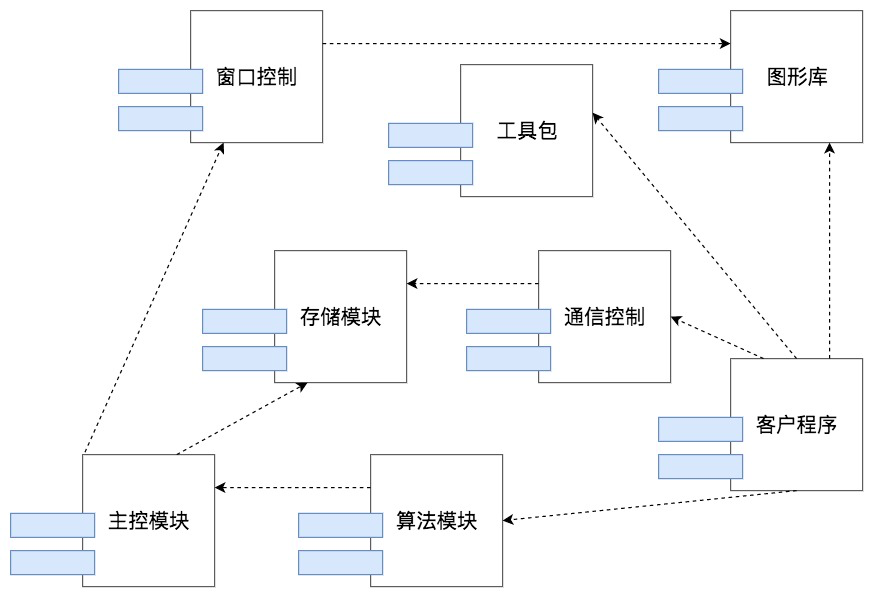 窗口控制
图形库
工具包
存储模块
通信控制
客户程序
主控模块
算法模块